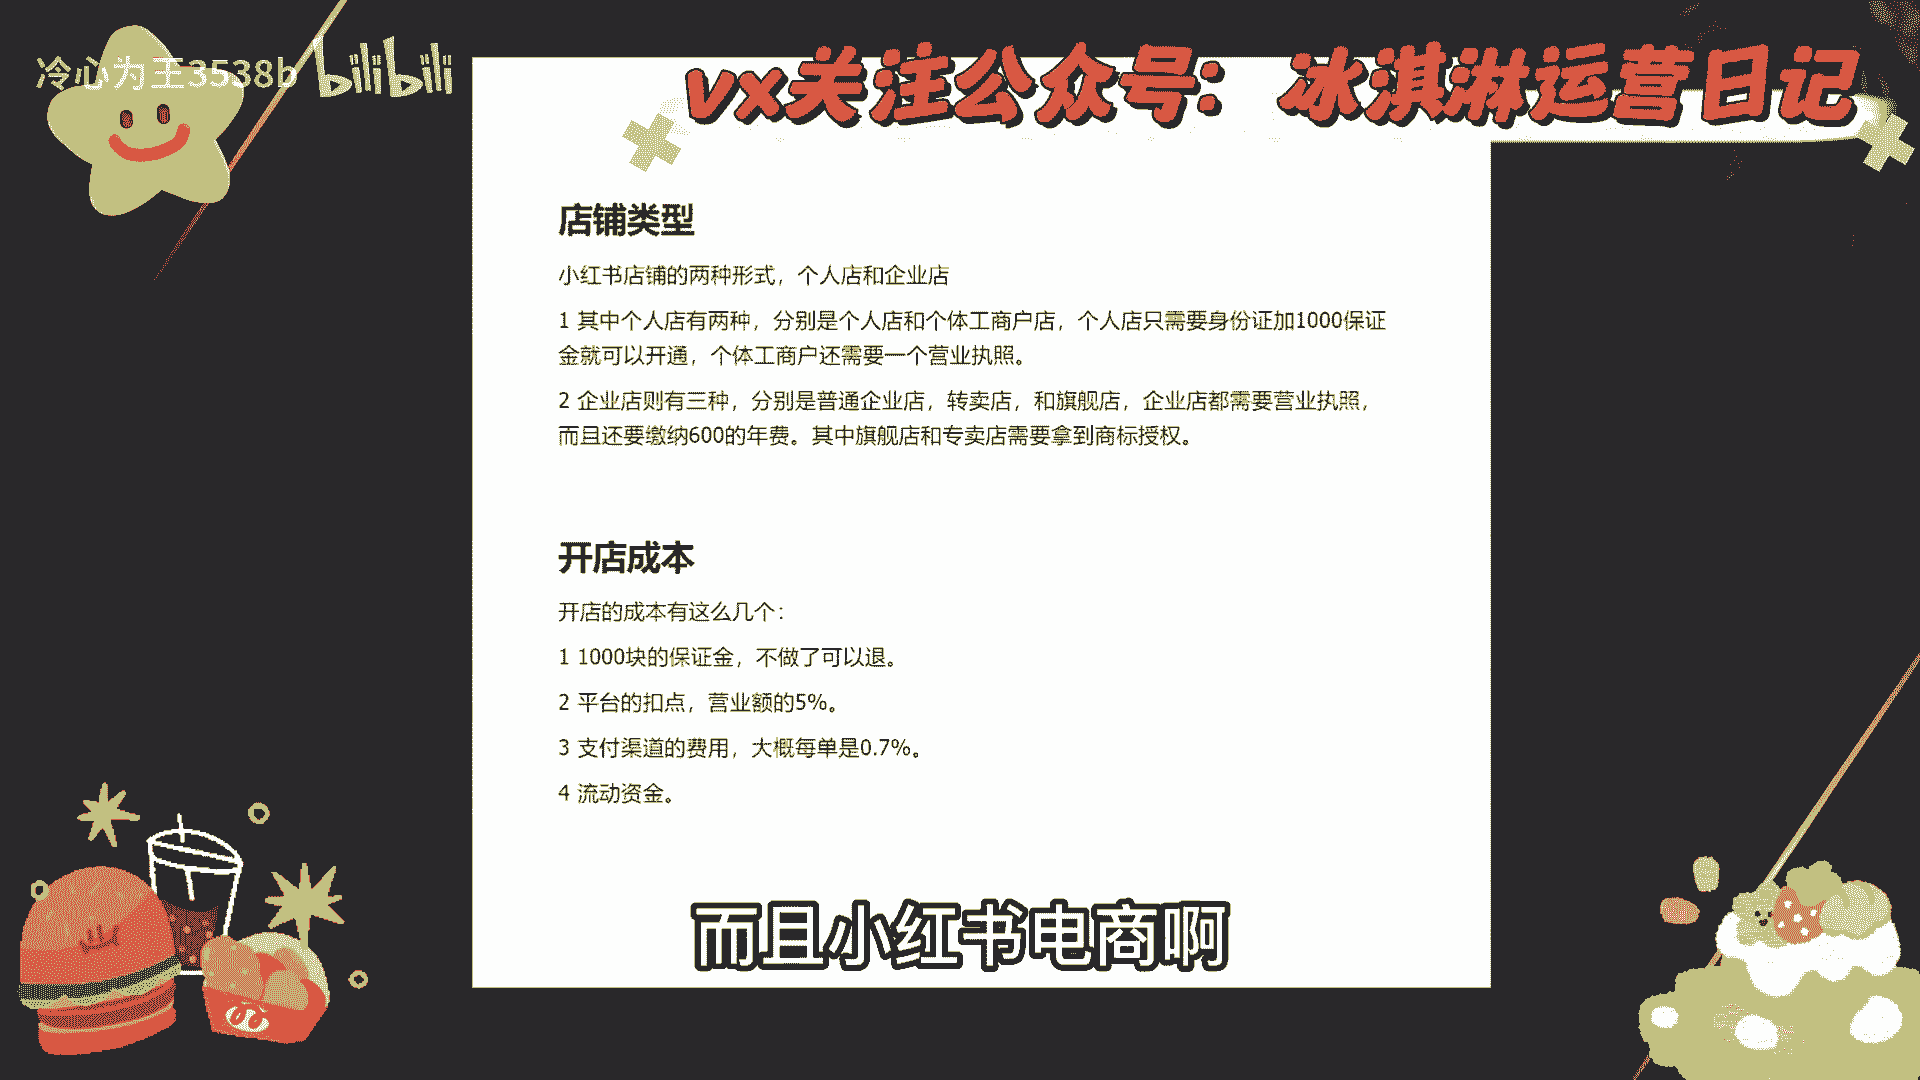 冷心为王3538b bilibili
vx关注公众号：冰淇淋运营日记
店铺类型
小红书店铺的两种形式，个人店和企业店
1 其中个人店有两种，分别是个人店和个体工商户店，个人店只需要身份证加1000保证
金就可以开通，个体工商户还需要一个营业执照。
2 企业店则有三种，分别是普通企业店，转卖店，和旗舰店，企业店都需要营业执照，
而且还要缴纳600的年费。其中旗舰店和专卖店需要拿到商标授权。
开店成本
开店的成本有这么几个：
1 1000块的保证金，不做了可以退。
2 平台的扣点，营业额的5%。
3 支付渠道的费用，大概每单是0.7%。
4 流动资金。
而且小红书电商啊